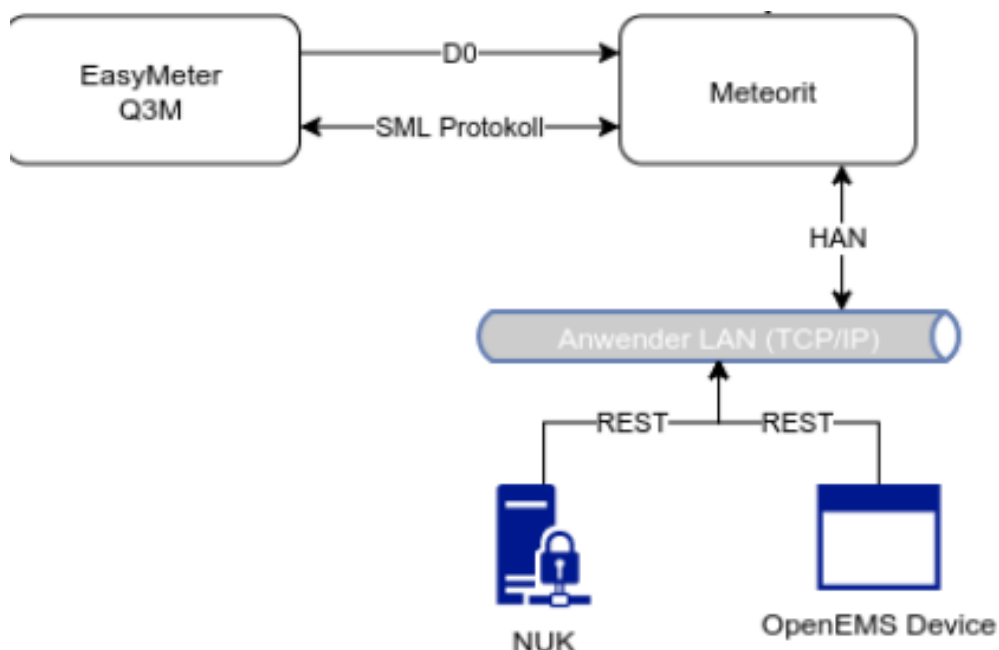 EasyMeter
Q3M
D0
SML Protokoll
Meteorit
HAN
Anwender LAN (TCP/IP)
REST
REST
NUK
OpenEMS Device